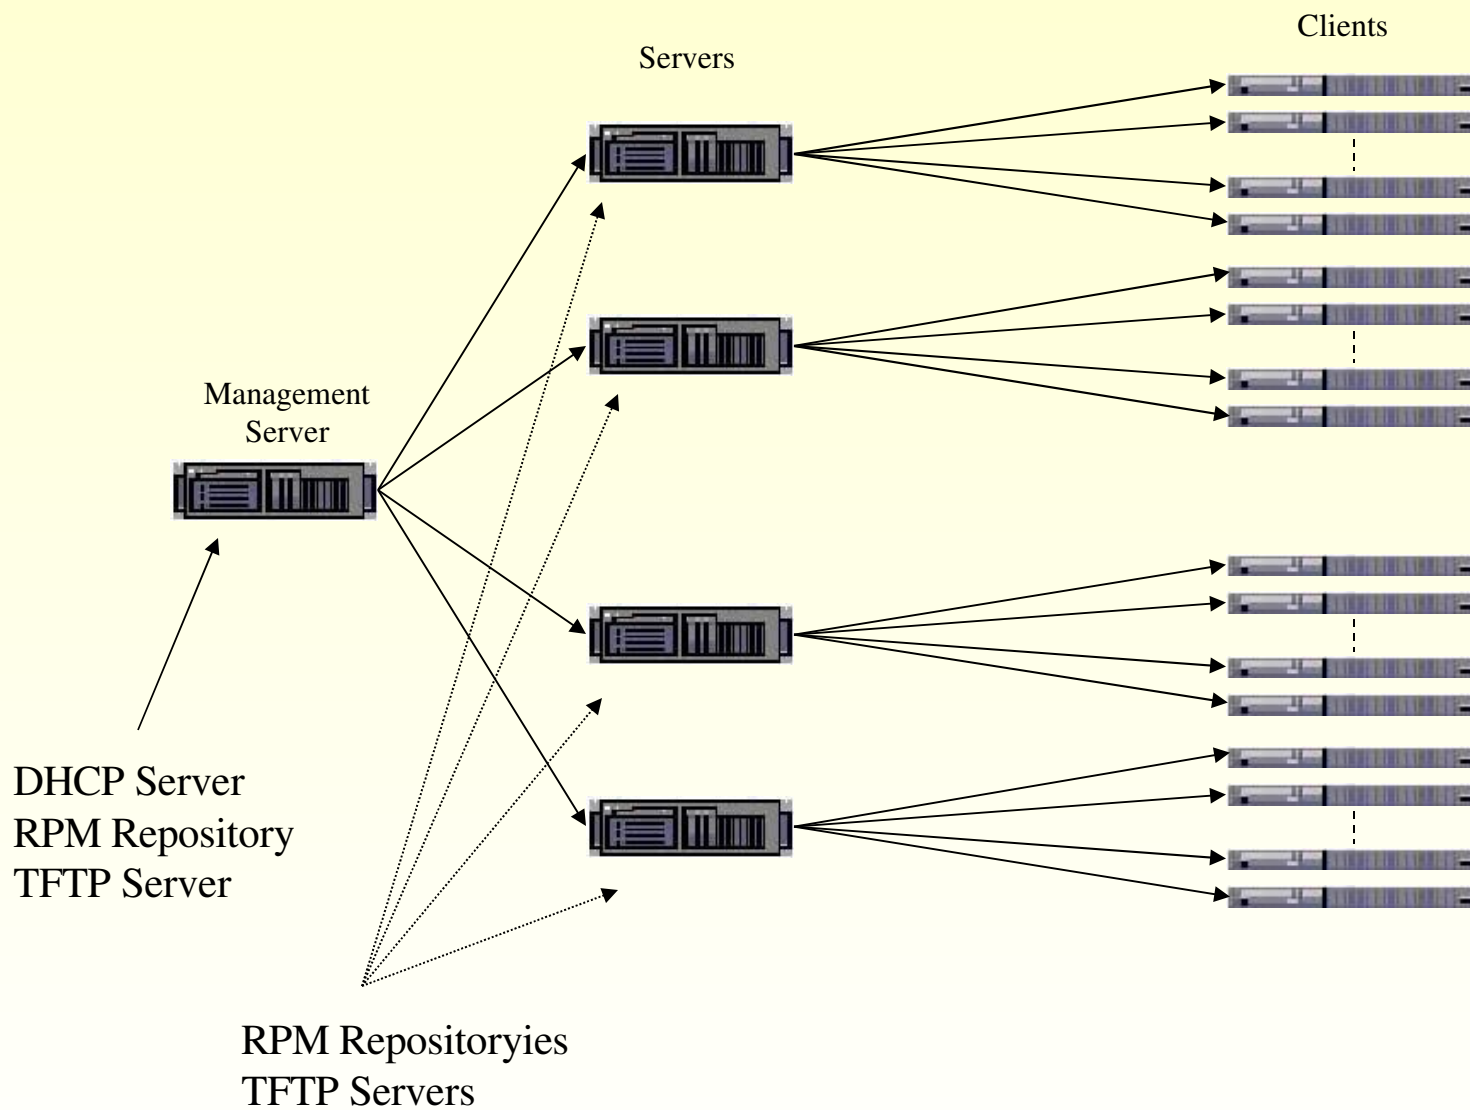 Clients
Servers
Management
Server
DHCP Server
RPM Repository
TFTP Server
RPM Repositoryies
TFTP Servers